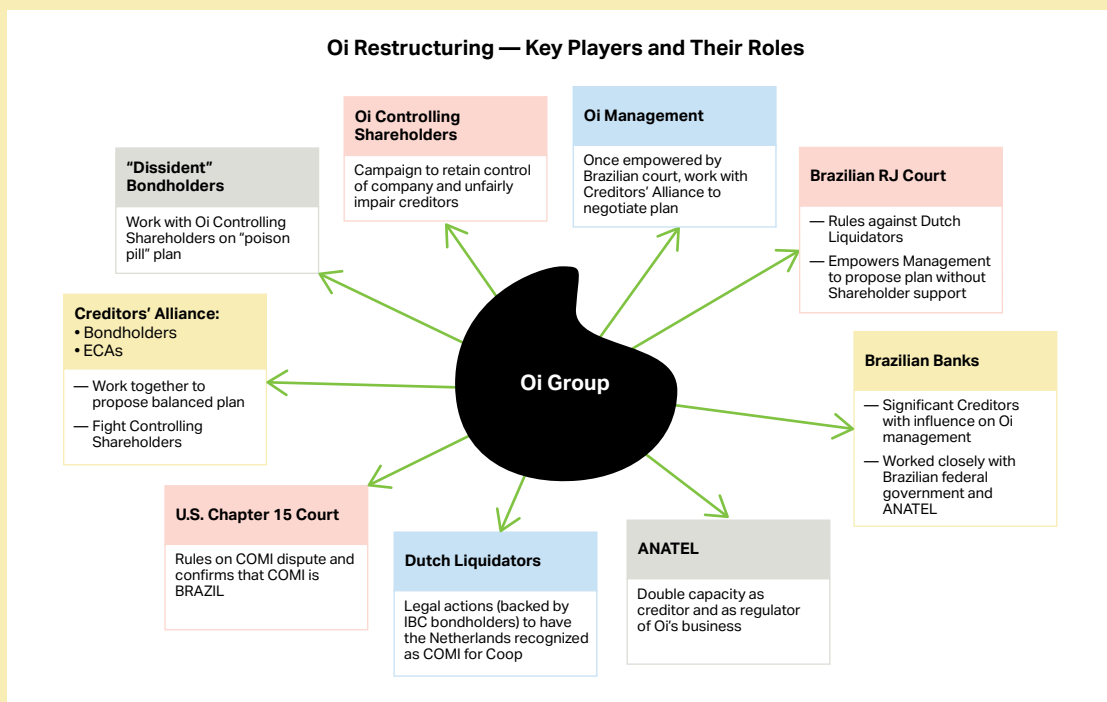 Oi Restructuring — Key Players and Their Roles
Oi Controlling
Shareholders
Campaign to retain control
of company and unfairly
impair creditors
Oi Management
Once empowered by
Brazilian court, work with
Creditors' Alliance to
negotiate plan
"Dissident"
Bondholders
Work with Oi Controlling
Shareholders on "poison
pill" plan
Brazilian RJ Court
— Rules against Dutch
Liquidators
— Empowers Management
to propose plan without
Shareholder support
Creditors' Alliance:
• Bondholders
• ECAs
— Work together to
propose balanced plan
— Fight Controlling
Shareholders
Oi Group
Brazilian Banks
— Significant Creditors
with influence on Oi
management
— Worked closely with
Brazilian federal
government and
ANATEL
U.S. Chapter 15 Court
Rules on COMI dispute and
confirms that COMI is
BRAZIL
Dutch Liquidators
Legal actions (backed by
IBC bondholders) to have
the Netherlands recognized
as COMI for Coop
ANATEL
Double capacity as
creditor and as regulator
of Oi's business